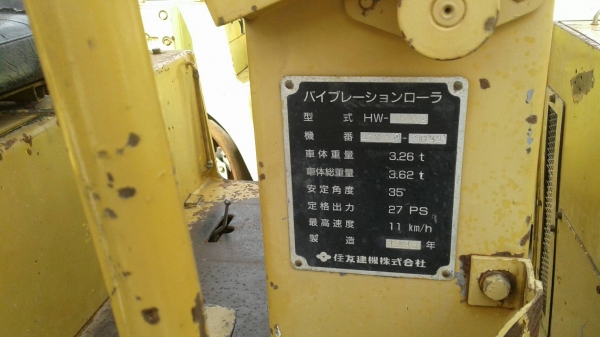 バイブレーションローラ
型 式 HW-
機 番
車体重量 3.26 t
車体総重量 3.62 t
安定角度 35°
定格出力 27 PS
最高速度 11 km/h
製 造 年
住友建機株式会社